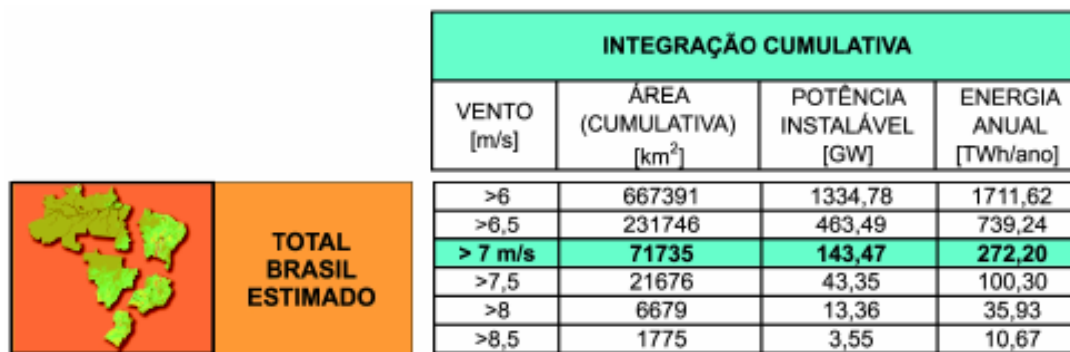 INTEGRAÇÃO CUMULATIVA
VENTO [m/s] ÁREA (CUMULATIVA) [km²] POTÊNCIA INSTALÁVEL [GW] ENERGIA ANUAL [TWh/ano]
TOTAL
BRASIL
ESTIMADO
>6 667391 1334,78 1711,62
>6,5 231746 463,49 739,24
> 7 m/s 71735 143,47 272,20
>7,5 21676 43,35 100,30
>8 6679 13,36 35,93
>8,5 1775 3,55 10,67